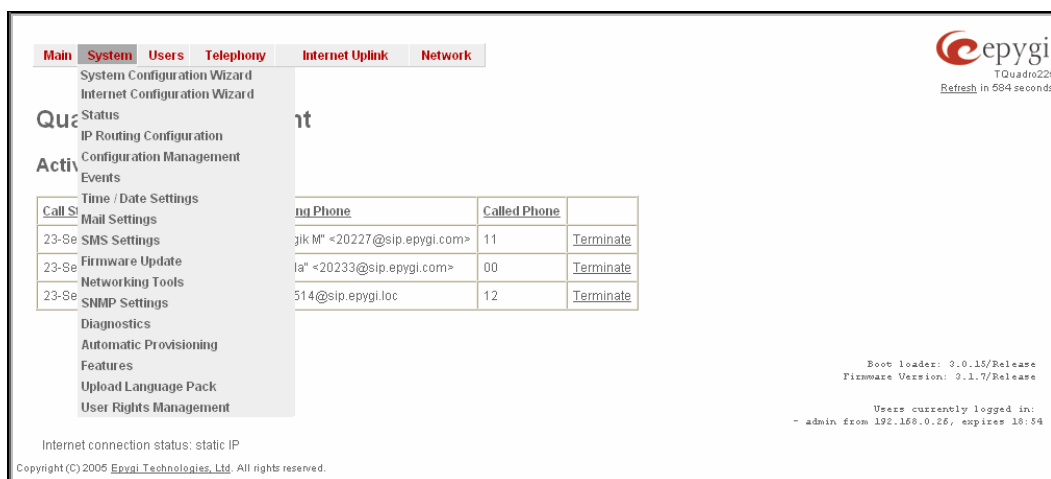 Main System Users Telephony Internet Uplink Network
epygi
TQuadro22
Refresh in 584 seconds
System Configuration Wizard
Internet Configuration Wizard
Status
IP Routing Configuration
Configuration Management
Events
Time / Date Settings
Mail Settings
SMS Settings
Firmware Update
Networking Tools
SNMP Settings
Diagnostics
Automatic Provisioning
Features
Upload Language Pack
User Rights Management
Qua nt
Activ
Call St ng Phone Called Phone
23-Se gik M" <20227@sip.epygi.com> 11 Terminate
23-Se la" <20233@sip.epygi.com> 00 Terminate
23-Se 514@sip.epygi.loc 12 Terminate
Boot loader: 3.0.15/Release
Firmware Version: 3.1.7/Release
Users currently logged in:
- admin from 192.168.0.26, expires 18:54
Internet connection status: static IP
Copyright (C) 2005 Epygi Technologies, Ltd. All rights reserved.